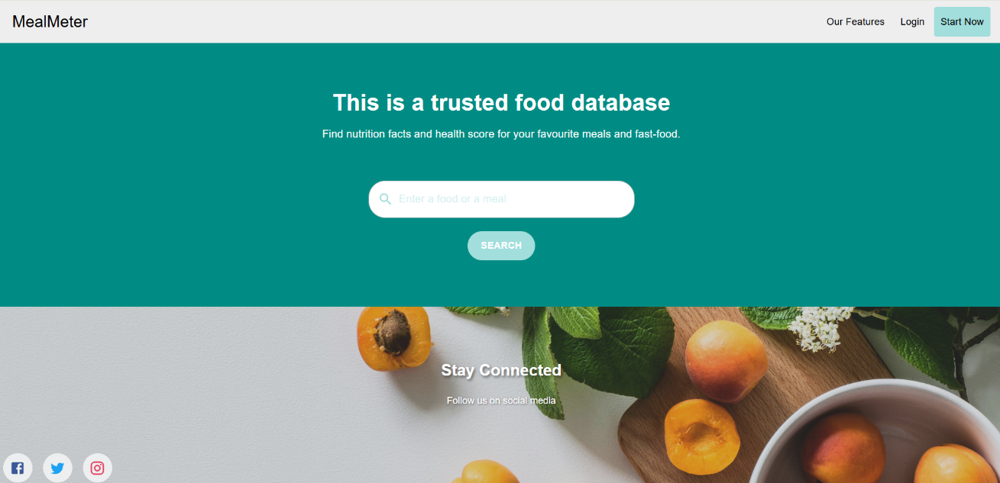 MealMeter
Our Features
Login
Start Now
This is a trusted food database
Find nutrition facts and health score for your favourite meals and fast-food.
Enter a food or a meal
SEARCH
Stay Connected
Follow us on social media